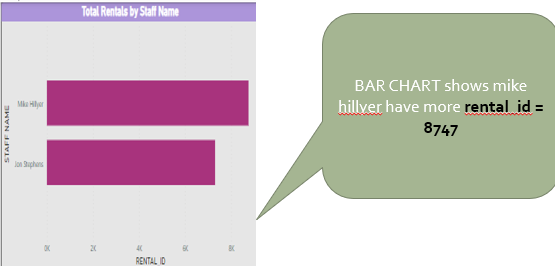 Total Rentals by Staff Name
STAFF NAME
Mike Hillyer
Jon Stephens
0K 2K 4K 6K 8K
RENTAL_ID
BAR CHART shows mike
hillyer have more rental_id =
8747